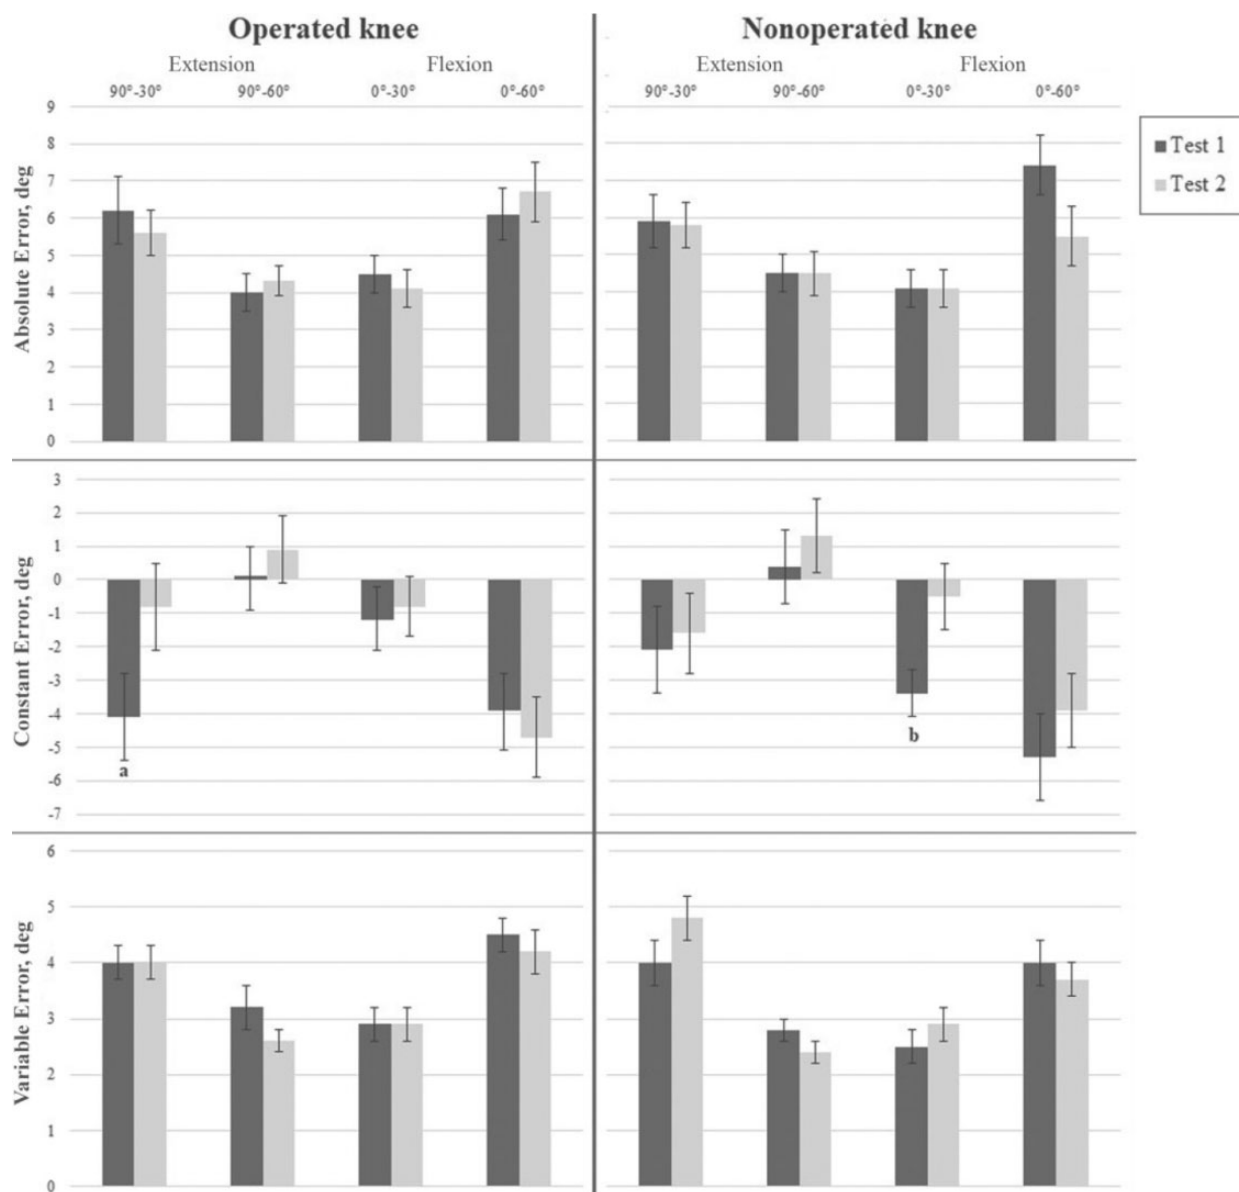 Operated knee Nonoperated knee
Extension Flexion Extension Flexion
90°-30° 90°-60° 0°-30° 0°-60° 90°-30° 90°-60° 0°-30° 0°-60°
Absolute Error, deg
9
8
7
6
5
4
3
2
1
0
Test 1
Test 2
Constant Error, deg
3
2
1
0
-1
-2
-3
-4
-5
-6
-7
a
b
Variable Error, deg
6
5
4
3
2
1
0